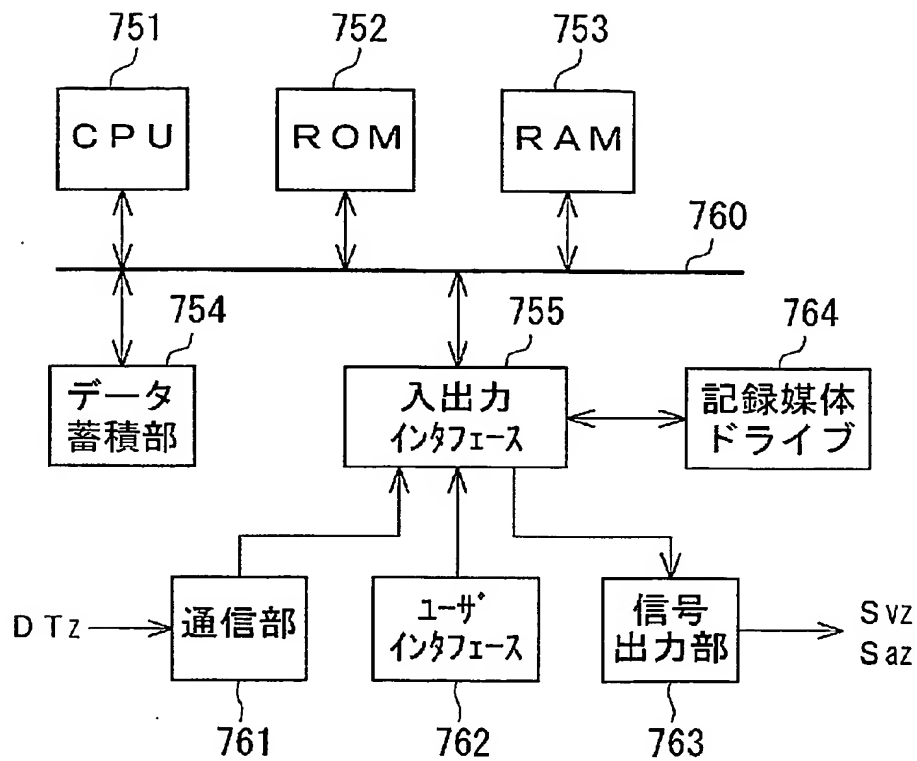 751
752
753
CPU
ROM
RAM
760
754
755
764
データ
蓄積部
入出力
インタフェース
記録媒体
ドライブ
DTz
通信部
ユーザ
インタフェース
信号
出力部
Svz
Saz
761
762
763